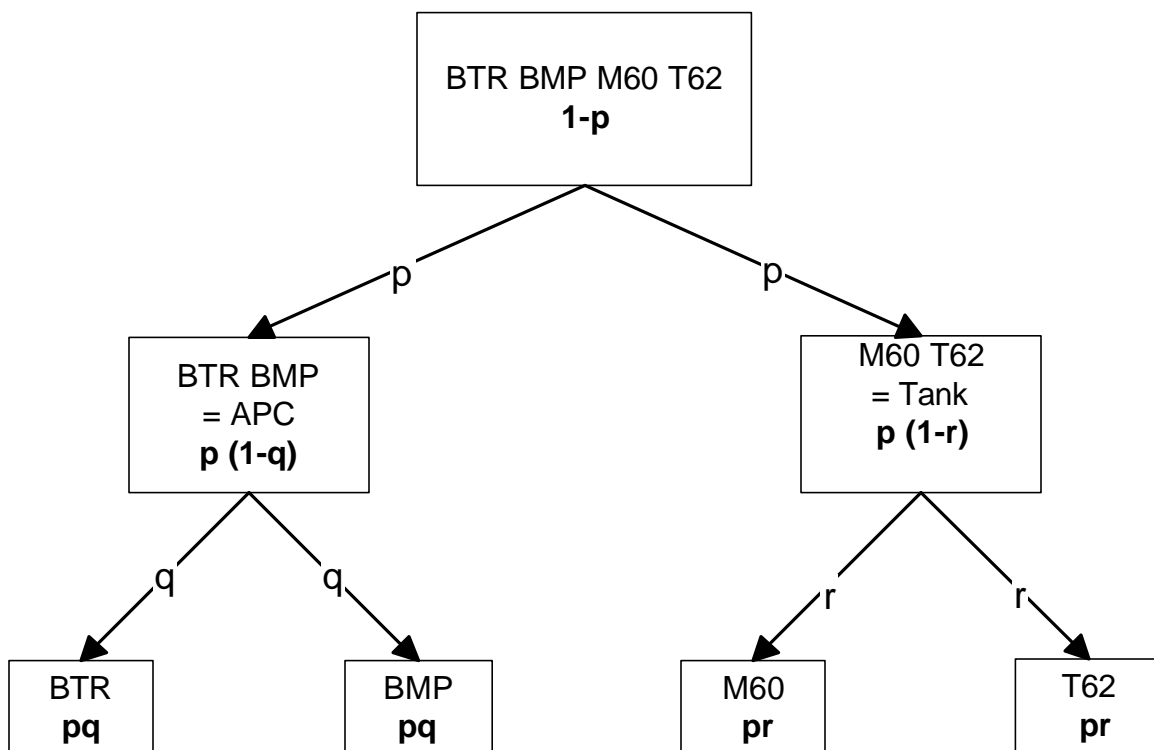 BTR BMP M60 T62
1-p
p
p
BTR BMP
= APC
p (1-q)
M60 T62
= Tank
p (1-r)
q
q
r
r
BTR
pq
BMP
pq
M60
pr
T62
pr